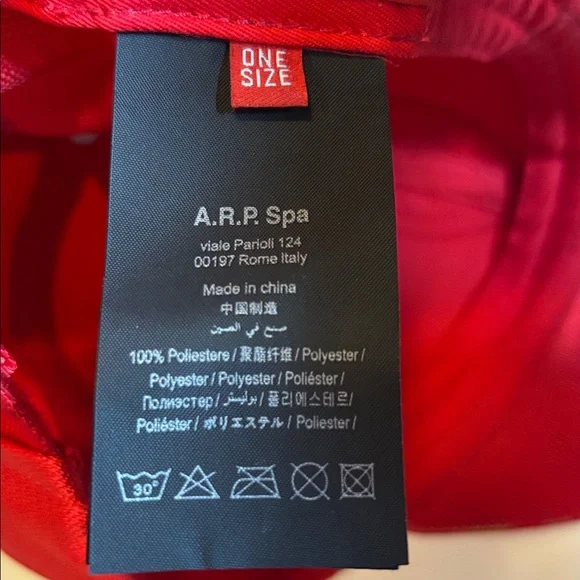 ONE
SIZE
A.R.P. Spa
viale Parioli 124
00197 Rome Italy
Made in china
中国制造
صنع في الصين
100% Poliestere / 聚酯纤维 / Polyester /
Polyester / Polyester / Poliéster /
Полиэстер / بوليستر / 폴리에스테르 /
Poliéster / ポリエステル / Poliester
30°